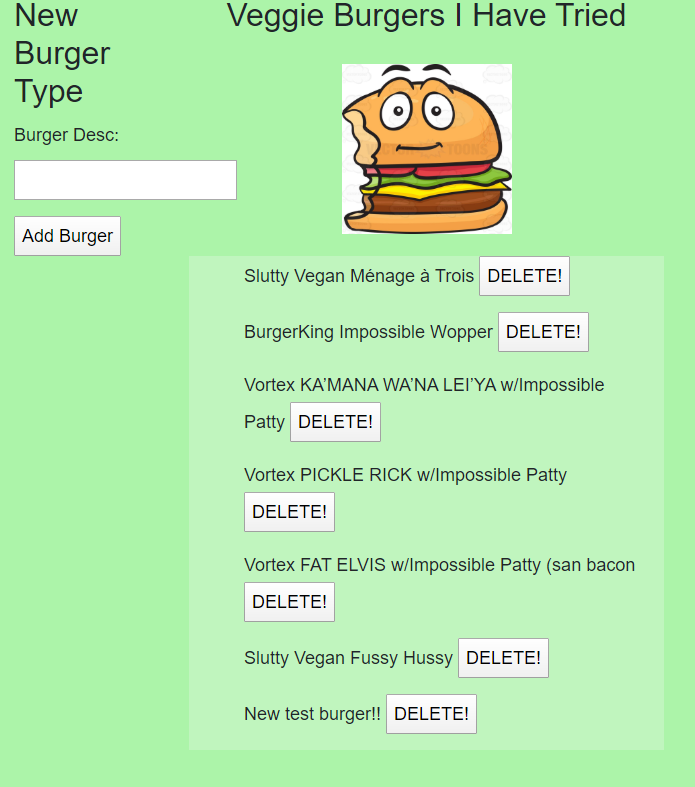 New
Burger
Type
Burger Desc:
Add Burger
Veggie Burgers I Have Tried
Slutty Vegan Ménage à Trois DELETE!
BurgerKing Impossible Wopper DELETE!
Vortex KA’MANA WA’NA LEI’YA w/Impossible
Patty DELETE!
Vortex PICKLE RICK w/Impossible Patty
DELETE!
Vortex FAT ELVIS w/Impossible Patty (san bacon
DELETE!
Slutty Vegan Fussy Hussy DELETE!
New test burger!! DELETE!